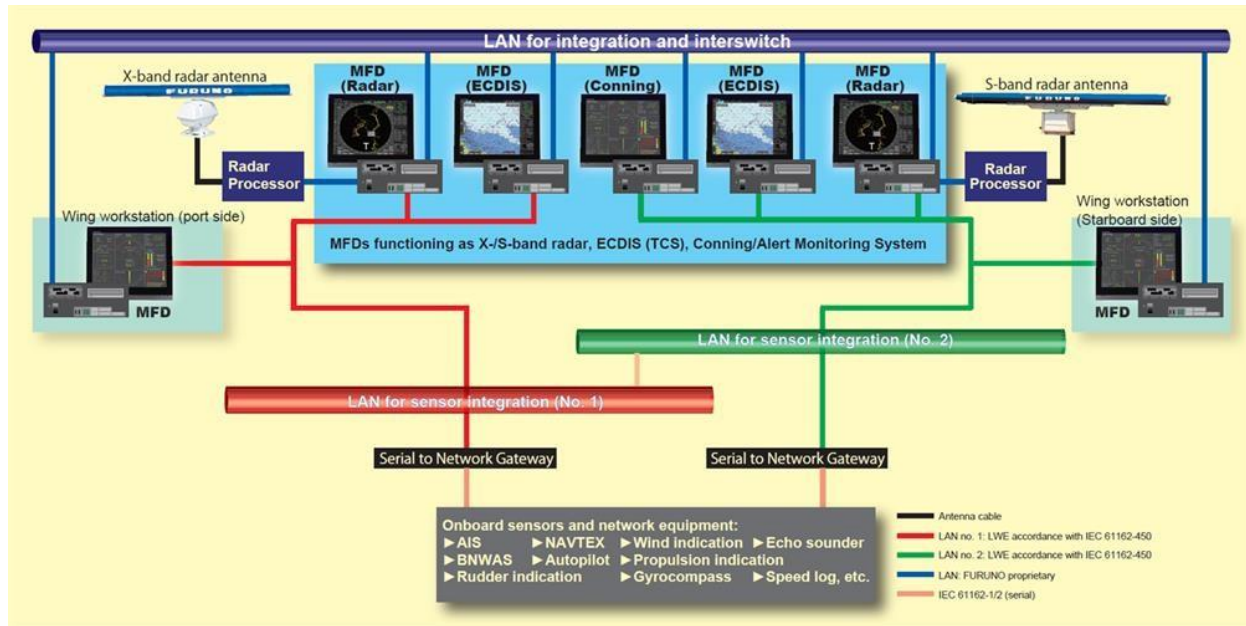 LAN for integration and interswitch
X-band radar antenna
FURUNO
MFD
(Radar)
MFD
(ECDIS)
MFD
(Conning)
MFD
(ECDIS)
MFD
(Radar)
S-band radar antenna
FURUNO
Radar
Processor
Radar
Processor
Wing workstation (port side)
MFD
Wing workstation
(Starboard side)
MFD
MFDs functioning as X-/S-band radar, ECDIS (TCS), Conning/Alert Monitoring System
LAN for sensor integration (No. 2)
LAN for sensor integration (No. 1)
Serial to Network Gateway
Serial to Network Gateway
Onboard sensors and network equipment:
►AIS ►NAVTEX ►Wind indication ►Echo sounder
►BNWAS ►Autopilot ►Propulsion indication
►Rudder indication ►Gyrocompass ►Speed log, etc.
Antenna cable
LAN no. 1: LWE accordance with IEC 61162-450
LAN no. 2: LWE accordance with IEC 61162-450
LAN: FURUNO proprietary
IEC 61162-1/2 (serial)